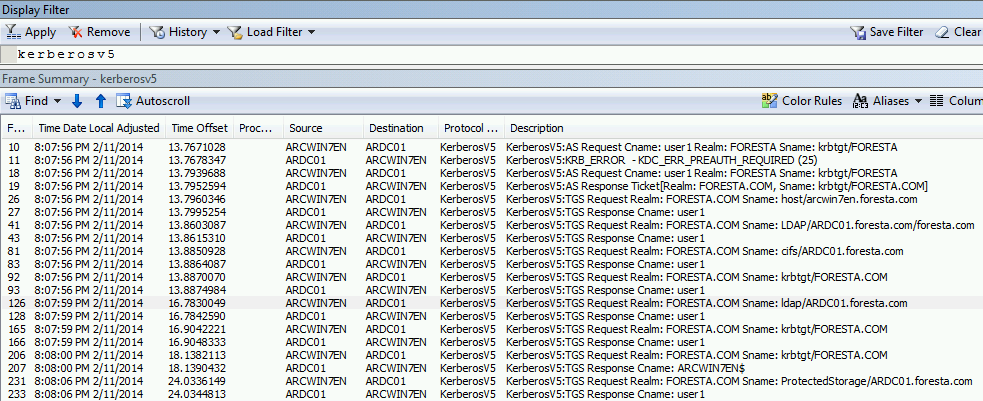 Display Filter
Apply Remove History Load Filter Save Filter Clear
kerberosv5
Frame Summary - kerberosv5
Find Autoscroll Color Rules Aliases Colum
F... Time Date Local Adjusted Time Offset Proc... Source Destination Protocol ... Description
10 8:07:56 PM 2/11/2014 13.7671028 ARCWIN7EN ARDC01 KerberosV5 KerberosV5:AS Request Cname: user1 Realm: FORESTA Sname: krbtgt/FORESTA
11 8:07:56 PM 2/11/2014 13.7678347 ARDC01 ARCWIN7EN KerberosV5 KerberosV5:KRB_ERROR - KDC_ERR_PREAUTH_REQUIRED (25)
18 8:07:56 PM 2/11/2014 13.7939688 ARCWIN7EN ARDC01 KerberosV5 KerberosV5:AS Request Cname: user1 Realm: FORESTA Sname: krbtgt/FORESTA
19 8:07:56 PM 2/11/2014 13.7952594 ARDC01 ARCWIN7EN KerberosV5 KerberosV5:AS Response Ticket[Realm: FORESTA.COM, Sname: krbtgt/FORESTA.COM]
26 8:07:56 PM 2/11/2014 13.7960346 ARCWIN7EN ARDC01 KerberosV5 KerberosV5:TGS Request Realm: FORESTA.COM Sname: host/arcwin7en.foresta.com
27 8:07:56 PM 2/11/2014 13.7995254 ARDC01 ARCWIN7EN KerberosV5 KerberosV5:TGS Response Cname: user1
41 8:07:56 PM 2/11/2014 13.8603087 ARCWIN7EN ARDC01 KerberosV5 KerberosV5:TGS Request Realm: FORESTA.COM Sname: LDAP/ARDC01.foresta.com/foresta.com
43 8:07:56 PM 2/11/2014 13.8615310 ARDC01 ARCWIN7EN KerberosV5 KerberosV5:TGS Response Cname: user1
81 8:07:56 PM 2/11/2014 13.8850928 ARCWIN7EN ARDC01 KerberosV5 KerberosV5:TGS Request Realm: FORESTA.COM Sname: cifs/ARDC01.foresta.com
83 8:07:56 PM 2/11/2014 13.8864087 ARDC01 ARCWIN7EN KerberosV5 KerberosV5:TGS Response Cname: user1
92 8:07:56 PM 2/11/2014 13.8870070 ARCWIN7EN ARDC01 KerberosV5 KerberosV5:TGS Request Realm: FORESTA.COM Sname: krbtgt/FORESTA.COM
93 8:07:56 PM 2/11/2014 13.8874984 ARDC01 ARCWIN7EN KerberosV5 KerberosV5:TGS Response Cname: user1
126 8:07:59 PM 2/11/2014 16.7830049 ARCWIN7EN ARDC01 KerberosV5 KerberosV5:TGS Request Realm: FORESTA.COM Sname: ldap/ARDC01.foresta.com
128 8:07:59 PM 2/11/2014 16.7842590 ARDC01 ARCWIN7EN KerberosV5 KerberosV5:TGS Response Cname: user1
165 8:07:59 PM 2/11/2014 16.9042221 ARCWIN7EN ARDC01 KerberosV5 KerberosV5:TGS Request Realm: FORESTA.COM Sname: krbtgt/FORESTA.COM
166 8:07:59 PM 2/11/2014 16.9048333 ARDC01 ARCWIN7EN KerberosV5 KerberosV5:TGS Response Cname: user1
206 8:08:00 PM 2/11/2014 18.1382113 ARCWIN7EN ARDC01 KerberosV5 KerberosV5:TGS Request Realm: FORESTA.COM Sname: krbtgt/FORESTA.COM
207 8:08:00 PM 2/11/2014 18.1390432 ARDC01 ARCWIN7EN KerberosV5 KerberosV5:TGS Response Cname: ARCWIN7EN$
231 8:08:06 PM 2/11/2014 24.0336149 ARCWIN7EN ARDC01 KerberosV5 KerberosV5:TGS Request Realm: FORESTA.COM Sname: ProtectedStorage/ARDC01.foresta.com
233 8:08:06 PM 2/11/2014 24.0344813 ARDC01 ARCWIN7EN KerberosV5 KerberosV5:TGS Response Cname: user1